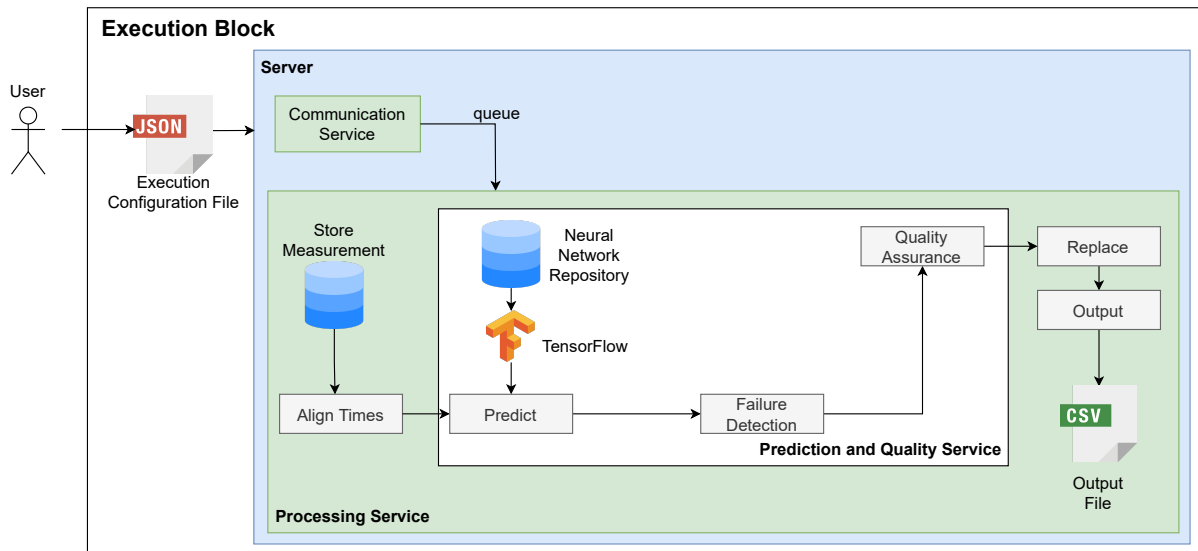 Execution Block
Server
User
JSON
Execution
Configuration File
Communication
Service
queue
Store
Measurement
Neural
Network
Repository
TensorFlow
Align Times
Predict
Failure
Detection
Quality
Assurance
Prediction and Quality Service
Replace
Output
CSV
Output
File
Processing Service